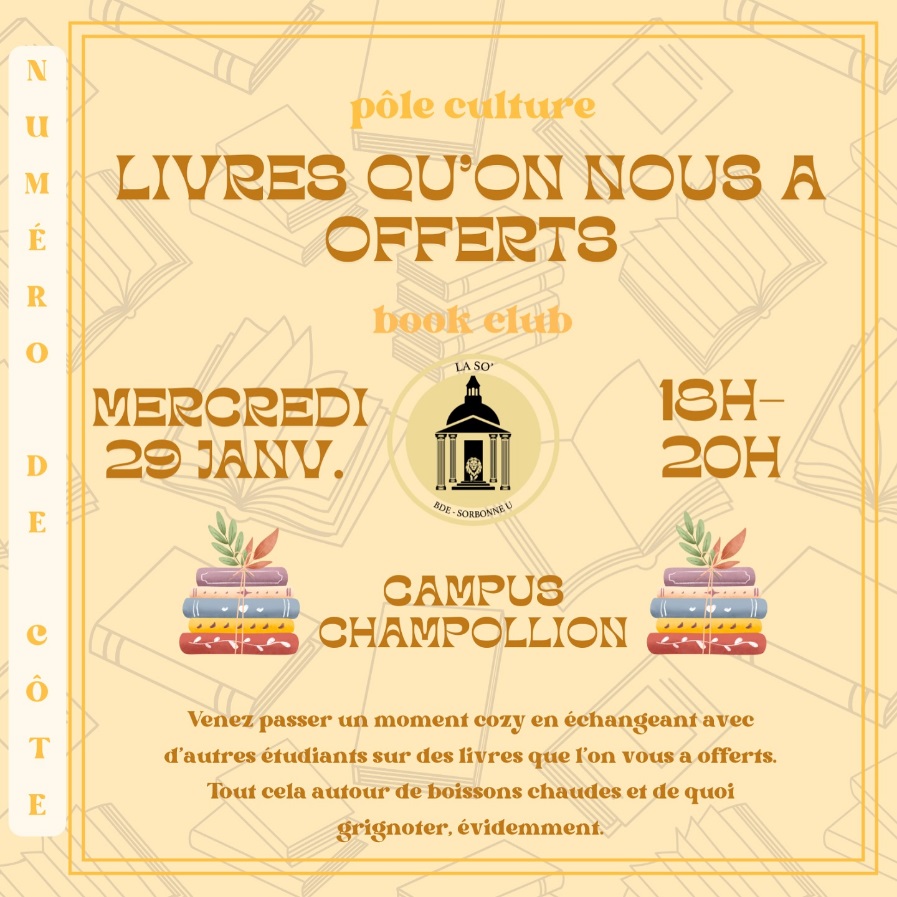 NUMÉRO DE CÔTE
pôle culture
LIVRES QU'ON NOUS A
OFFERTS
book club
MERCREDI
29 JANV.
LA SO
BDE - SORBONNE U
18H-
20H
CAMPUS
CHAMPOLLION
Venez passer un moment cozy en échangeant avec
d'autres étudiants sur des livres que l'on vous a offerts.
Tout cela autour de boissons chaudes et de quoi
grignoter, évidemment.